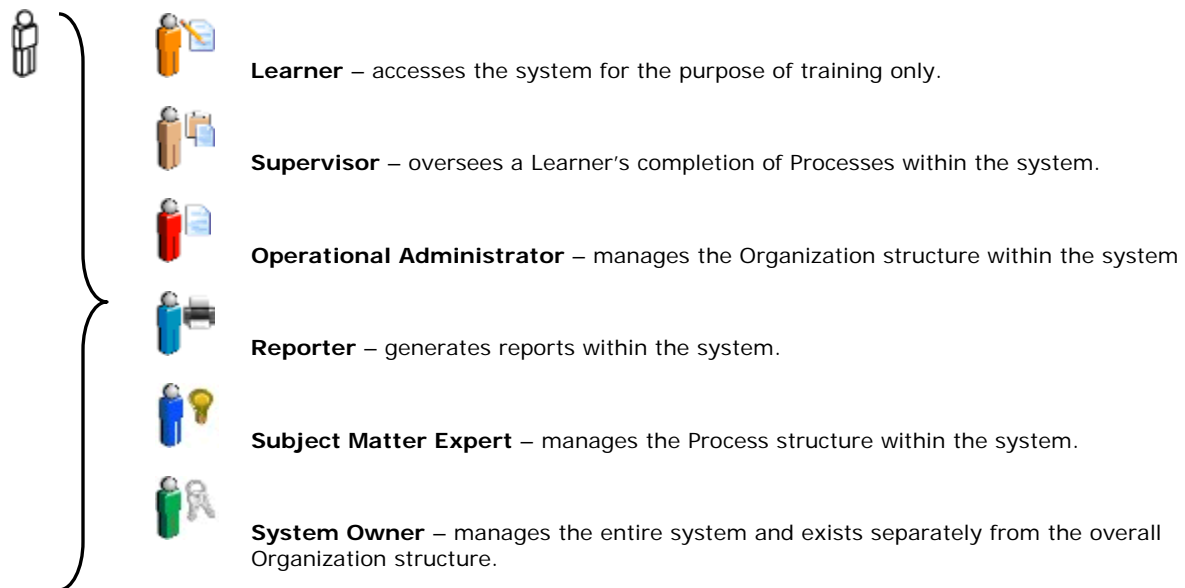 Learner – accesses the system for the purpose of training only.
Supervisor – oversees a Learner's completion of Processes within the system.
Operational Administrator – manages the Organization structure within the system
Reporter – generates reports within the system.
Subject Matter Expert – manages the Process structure within the system.
System Owner – manages the entire system and exists separately from the overall
Organization structure.